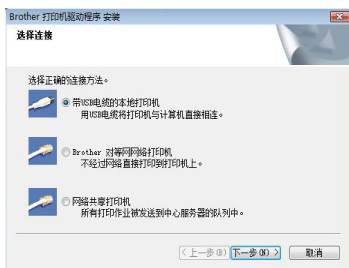 Brother 打印机驱动程序 安装
选择连接
选择正确的连接方法。
带USB电缆的本地打印机
用USB电缆将打印机与计算机直接相连。
Brother 对等网网络打印机
不经过网络直接打印到打印机上。
网络共享打印机
所有打印作业被发送到中心服务器的队列中。
< 上一步(B) 下一步(N) > 取消